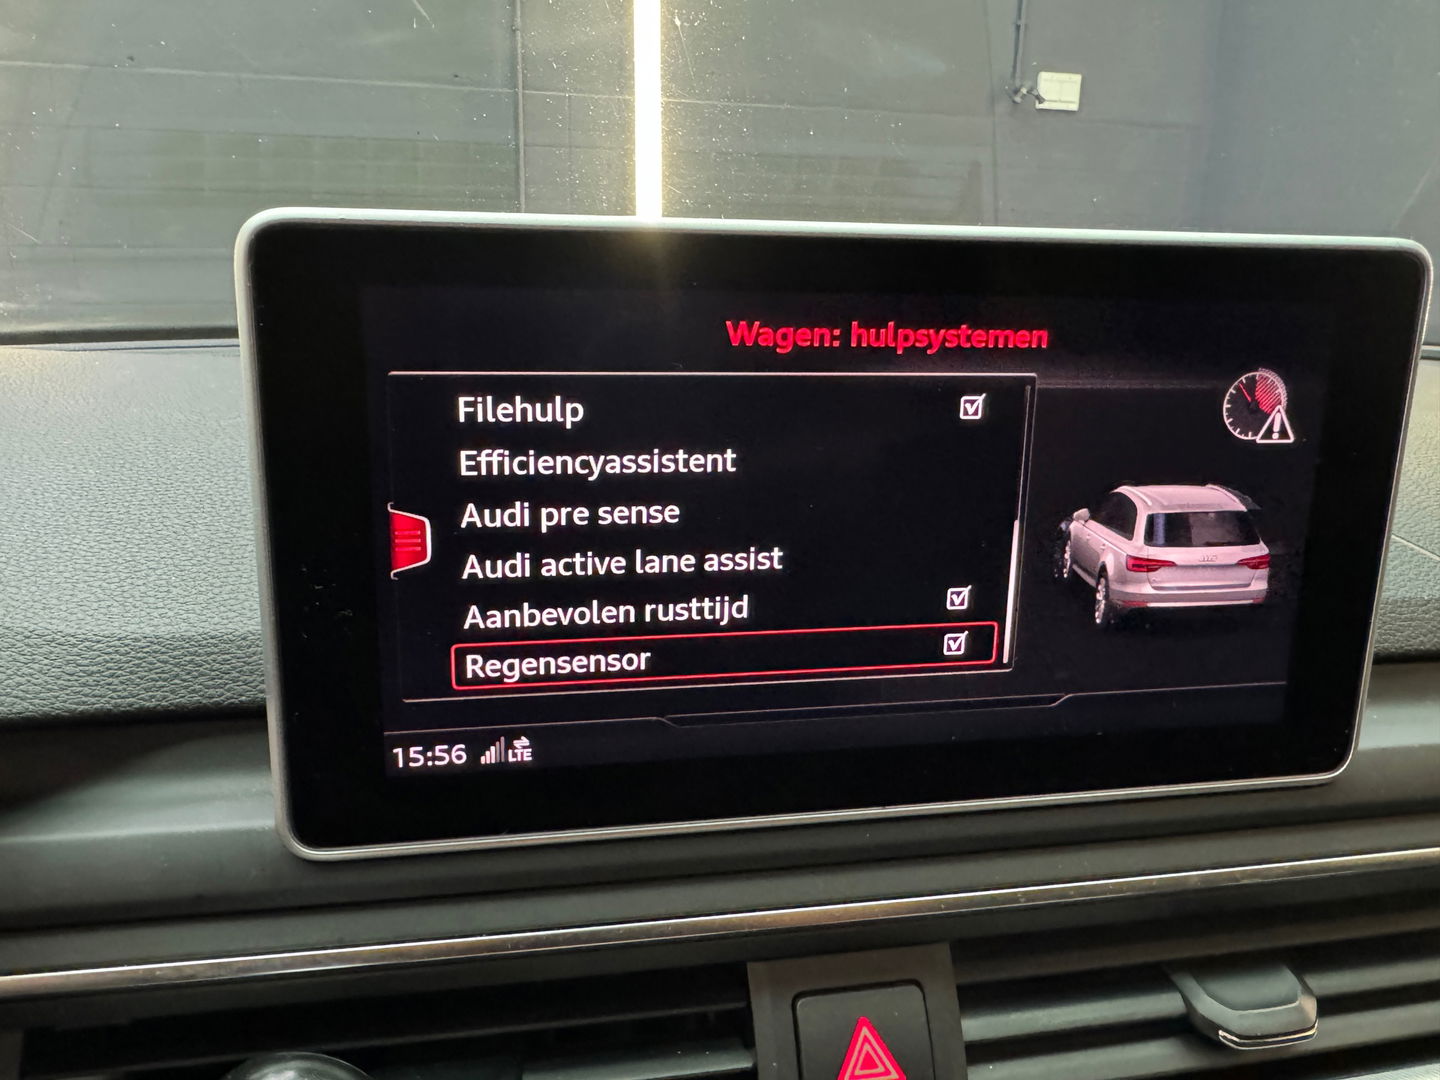 Wagen: hulpsystemen
Filehulp
Efficiencyassistent
Audi pre sense
Audi active lane assist
Aanbevolen rusttijd
Regensensor
15:56 LTE